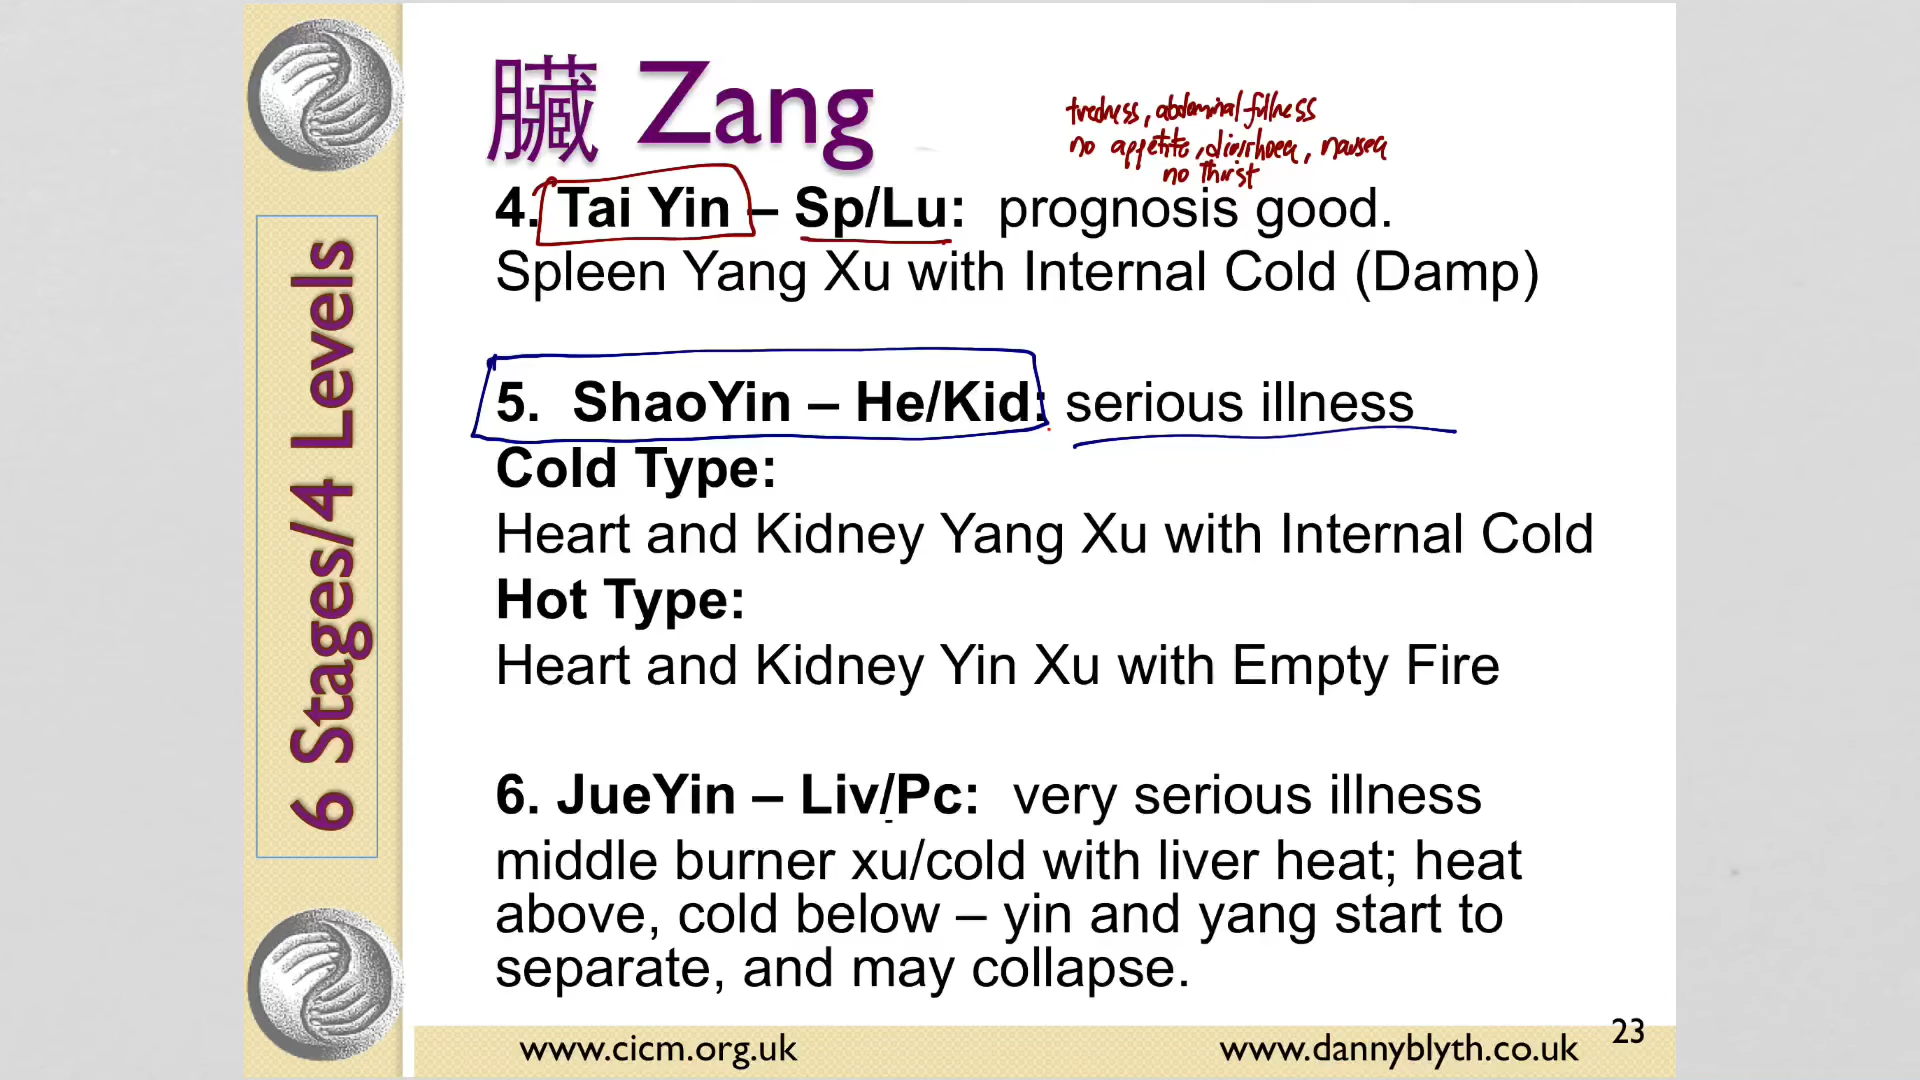 6 Stages/4 Levels
臟 Zang
tiredness, abdominal fullness
no appetite, diarrhoea, nausea
no thirst
4. Tai Yin – Sp/Lu: prognosis good.
Spleen Yang Xu with Internal Cold (Damp)
5. ShaoYin – He/Kid: serious illness
Cold Type:
Heart and Kidney Yang Xu with Internal Cold
Hot Type:
Heart and Kidney Yin Xu with Empty Fire
6. JueYin – Liv/Pc: very serious illness
middle burner xu/cold with liver heat; heat
above, cold below – yin and yang start to
separate, and may collapse.
www.cicm.org.uk
www.dannyblyth.co.uk
23